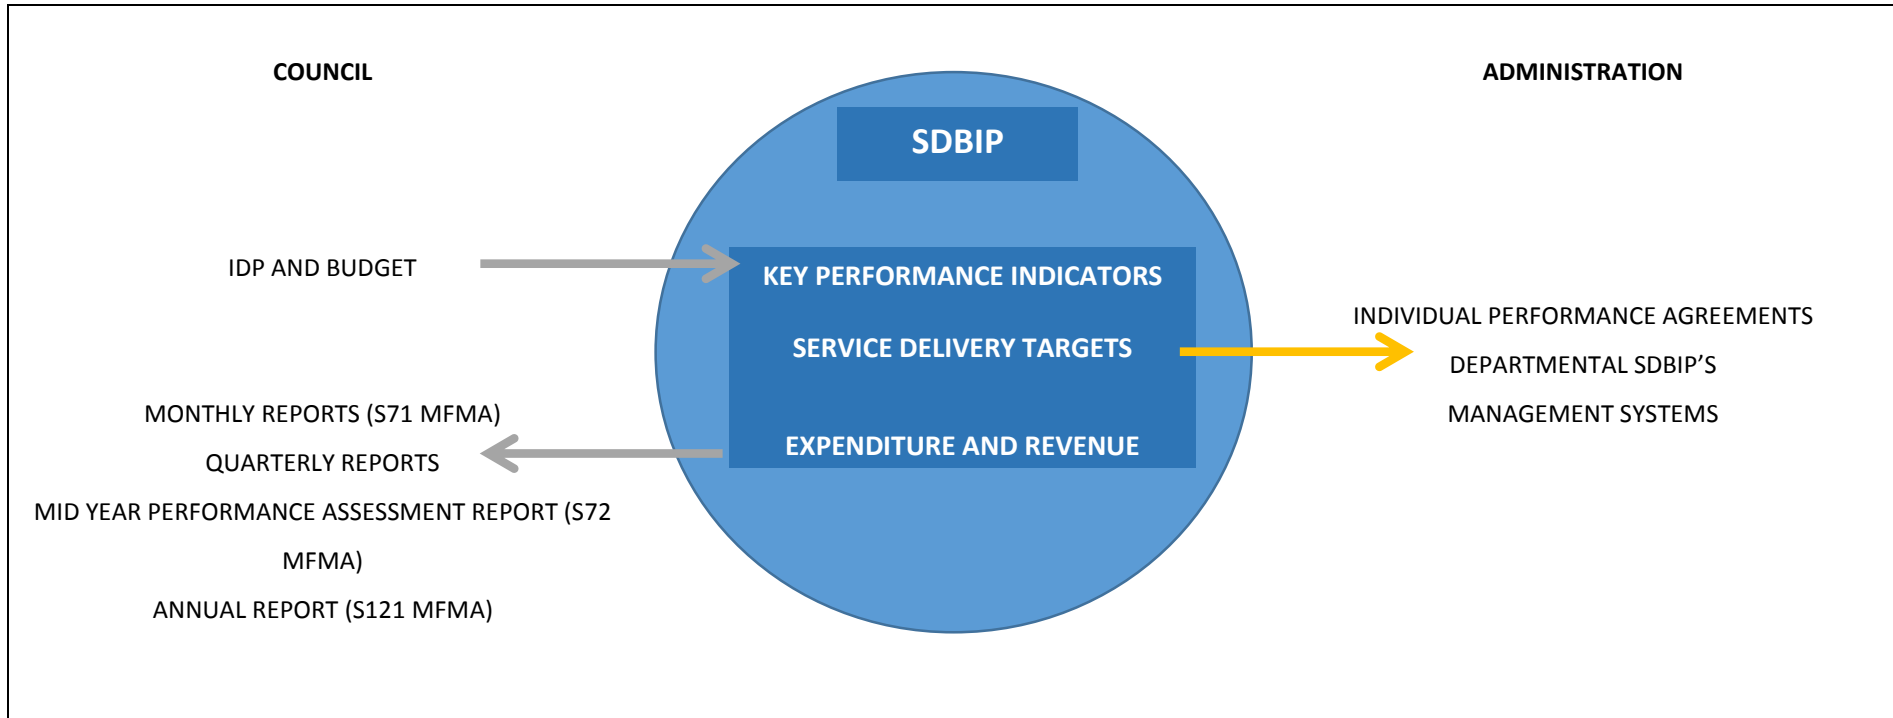 COUNCIL
ADMINISTRATION
SDBIP
IDP AND BUDGET
KEY PERFORMANCE INDICATORS
SERVICE DELIVERY TARGETS
EXPENDITURE AND REVENUE
MONTHLY REPORTS (S71 MFMA)
QUARTERLY REPORTS
MID YEAR PERFORMANCE ASSESSMENT REPORT (S72
MFMA)
ANNUAL REPORT (S121 MFMA)
INDIVIDUAL PERFORMANCE AGREEMENTS
DEPARTMENTAL SDBIP’S
MANAGEMENT SYSTEMS